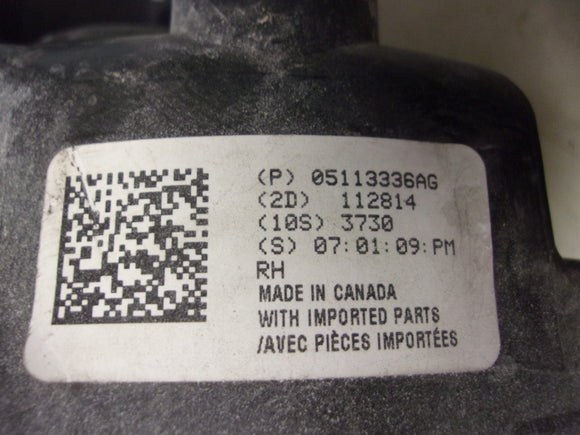 (P) 05113336AG
(2D) 112814
(10S) 3730
(S) 07:01:09:PM
RH
MADE IN CANADA
WITH IMPORTED PARTS
/AVEC PIÈCES IMPORTÉES